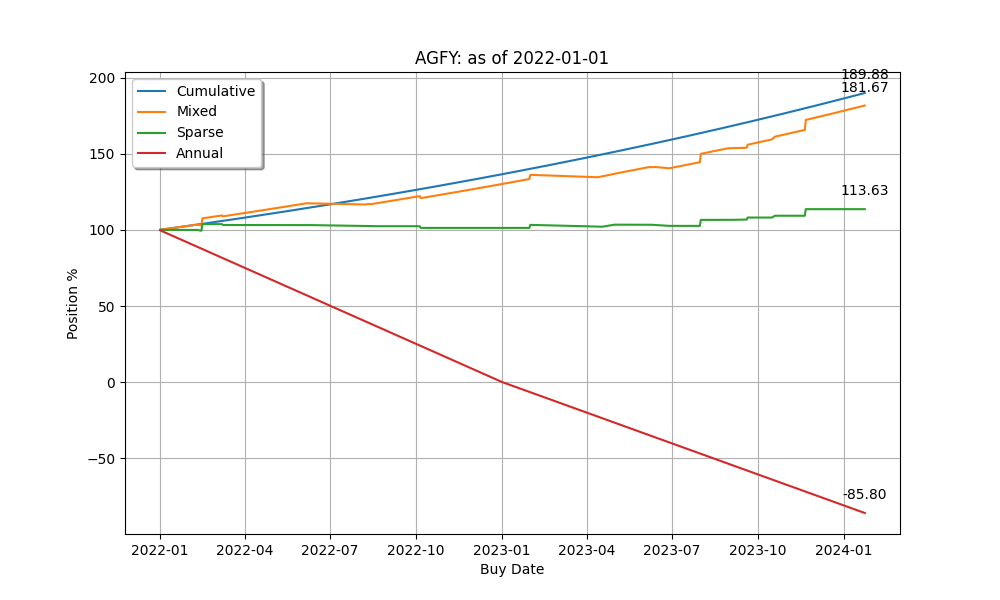 AGFY: as of 2022-01-01
Cumulative
Mixed
Sparse
Annual
189.88
181.67
113.63
-85.80
200
150
100
50
0
−50
Position %
2022-01
2022-04
2022-07
2022-10
2023-01
2023-04
2023-07
2023-10
2024-01
Buy Date